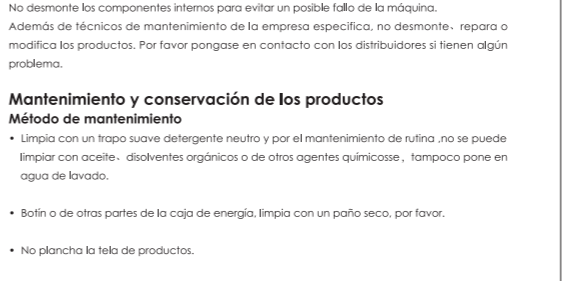 No desmonte los componentes internos para evitar un posible fallo de la máquina.
Además de técnicos de mantenimiento de la empresa especifica, no desmonte、repara o
modifica los productos. Por favor pongase en contacto con los distribuidores si tienen algún
problema.
Mantenimiento y conservación de los productos
Método de mantenimiento
• Limpia con un trapo suave detergente neutro y por el mantenimiento de rutina ,no se puede
limpiar con aceite、disolventes orgánicos o de otros agentes químicosse，tampoco pone en
agua de lavado.
• Botín o de otras partes de la caja de energía, limpia con un paño seco, por favor.
• No plancha la tela de productos.